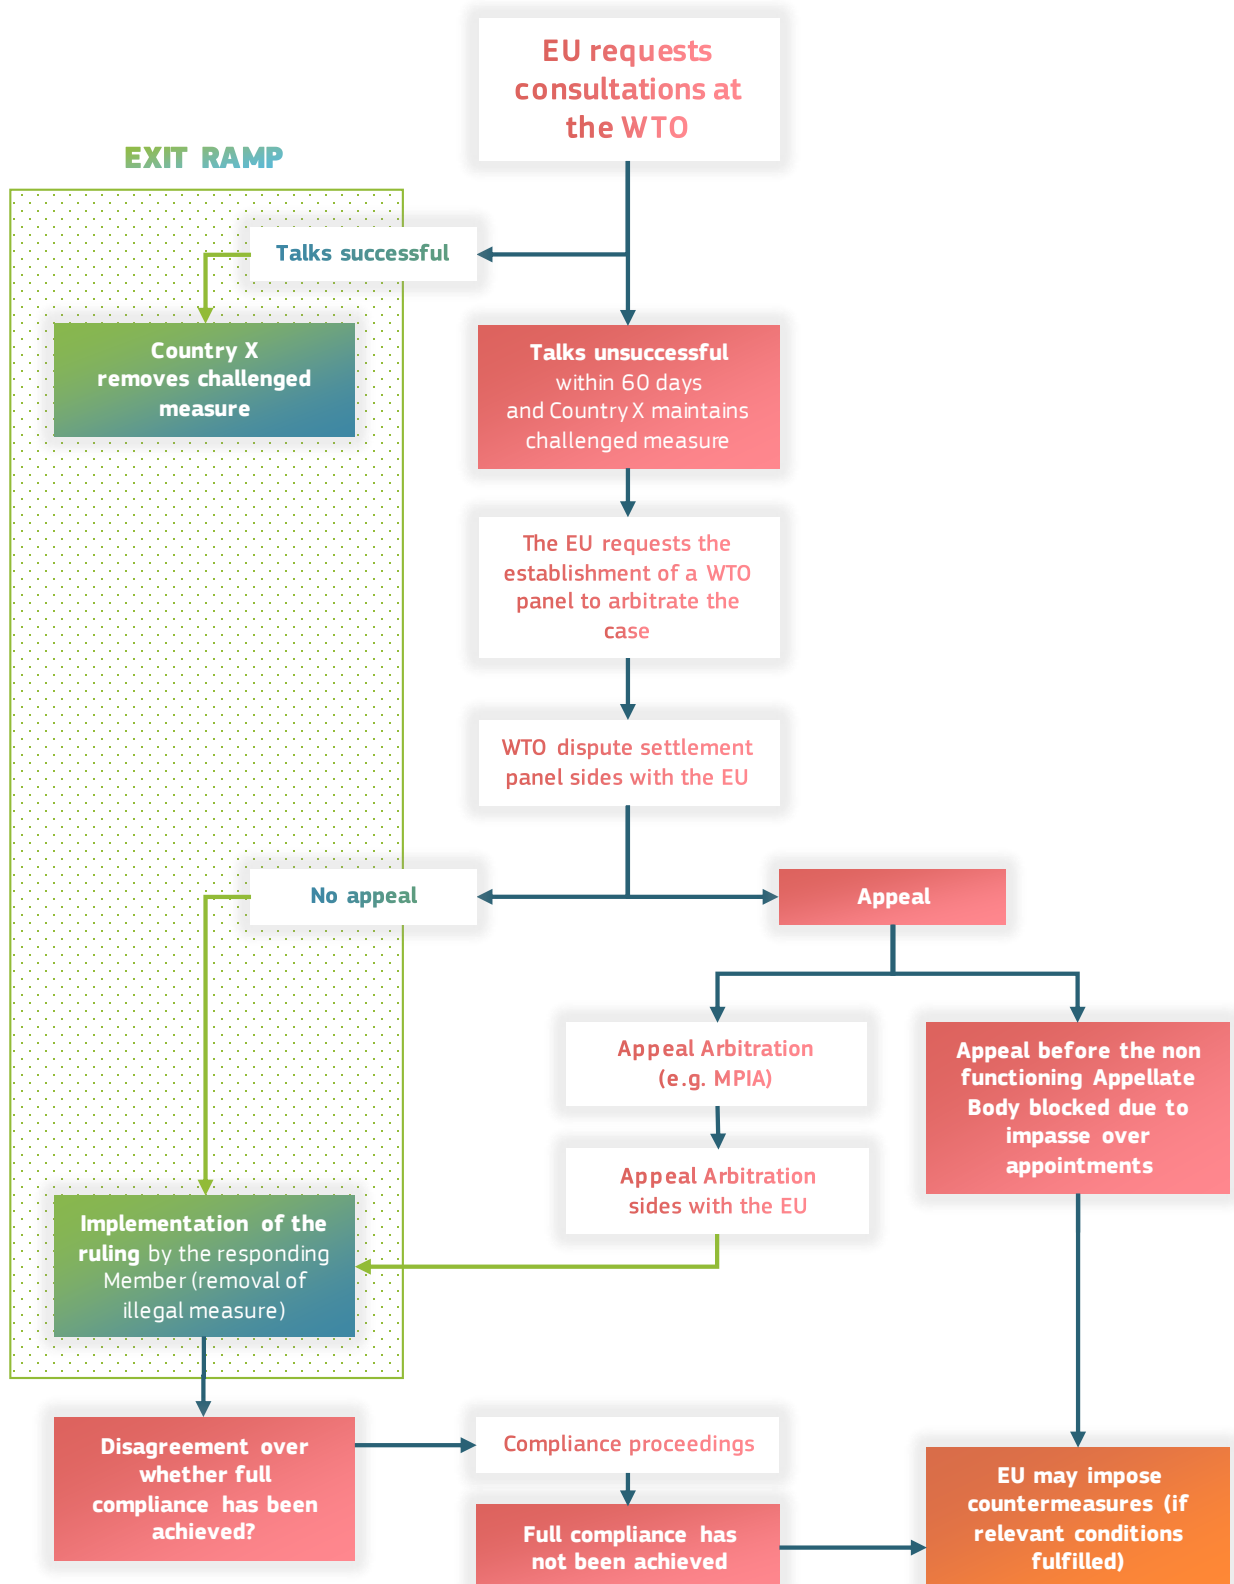 EU requests
consultations at
the WTO
EXIT RAMP
Talks successful
Country X
removes challenged
measure
Talks unsuccessful
within 60 days
and Country X maintains
challenged measure
The EU requests the
establishment of a WTO
panel to arbitrate the
case
WTO dispute settlement
panel sides with the EU
No appeal
Appeal
Appeal Arbitration
(e.g. MPIA)
Appeal before the non
functioning Appellate
Body blocked due to
impasse over
appointments
Appeal Arbitration
sides with the EU
Implementation of the
ruling by the responding
Member (removal of
illegal measure)
Disagreement over
whether full
compliance has been
achieved?
Compliance proceedings
Full compliance has
not been achieved
EU may impose
countermeasures (if
relevant conditions
fulfilled)